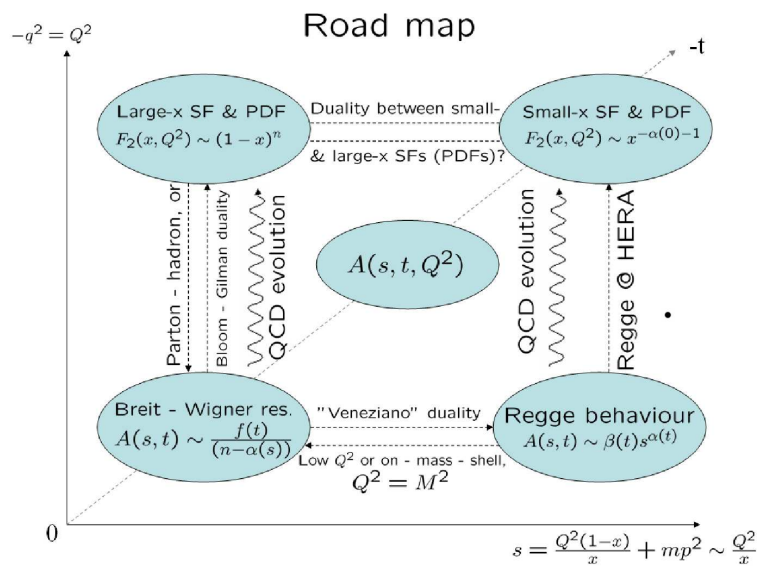 Road map
−q² = Q²
-t
Large-x SF & PDF
F₂(x, Q²) ∼ (1 − x)ⁿ
Duality between small-
& large-x SFs (PDFs)?
Small-x SF & PDF
F₂(x, Q²) ∼ x^{−α(0)−1}
Parton - hadron, or
Bloom - Gilman duality
QCD evolution
A(s, t, Q²)
QCD evolution
Regge @ HERA
Breit - Wigner res.
A(s, t) ∼ f(t)/(n−α(s))
"Veneziano" duality
Low Q² or on - mass - shell,
Q² = M²
Regge behaviour
A(s, t) ∼ β(t)s^{α(t)}
0
s = Q²(1−x)/x + mp² ∼ Q²/x